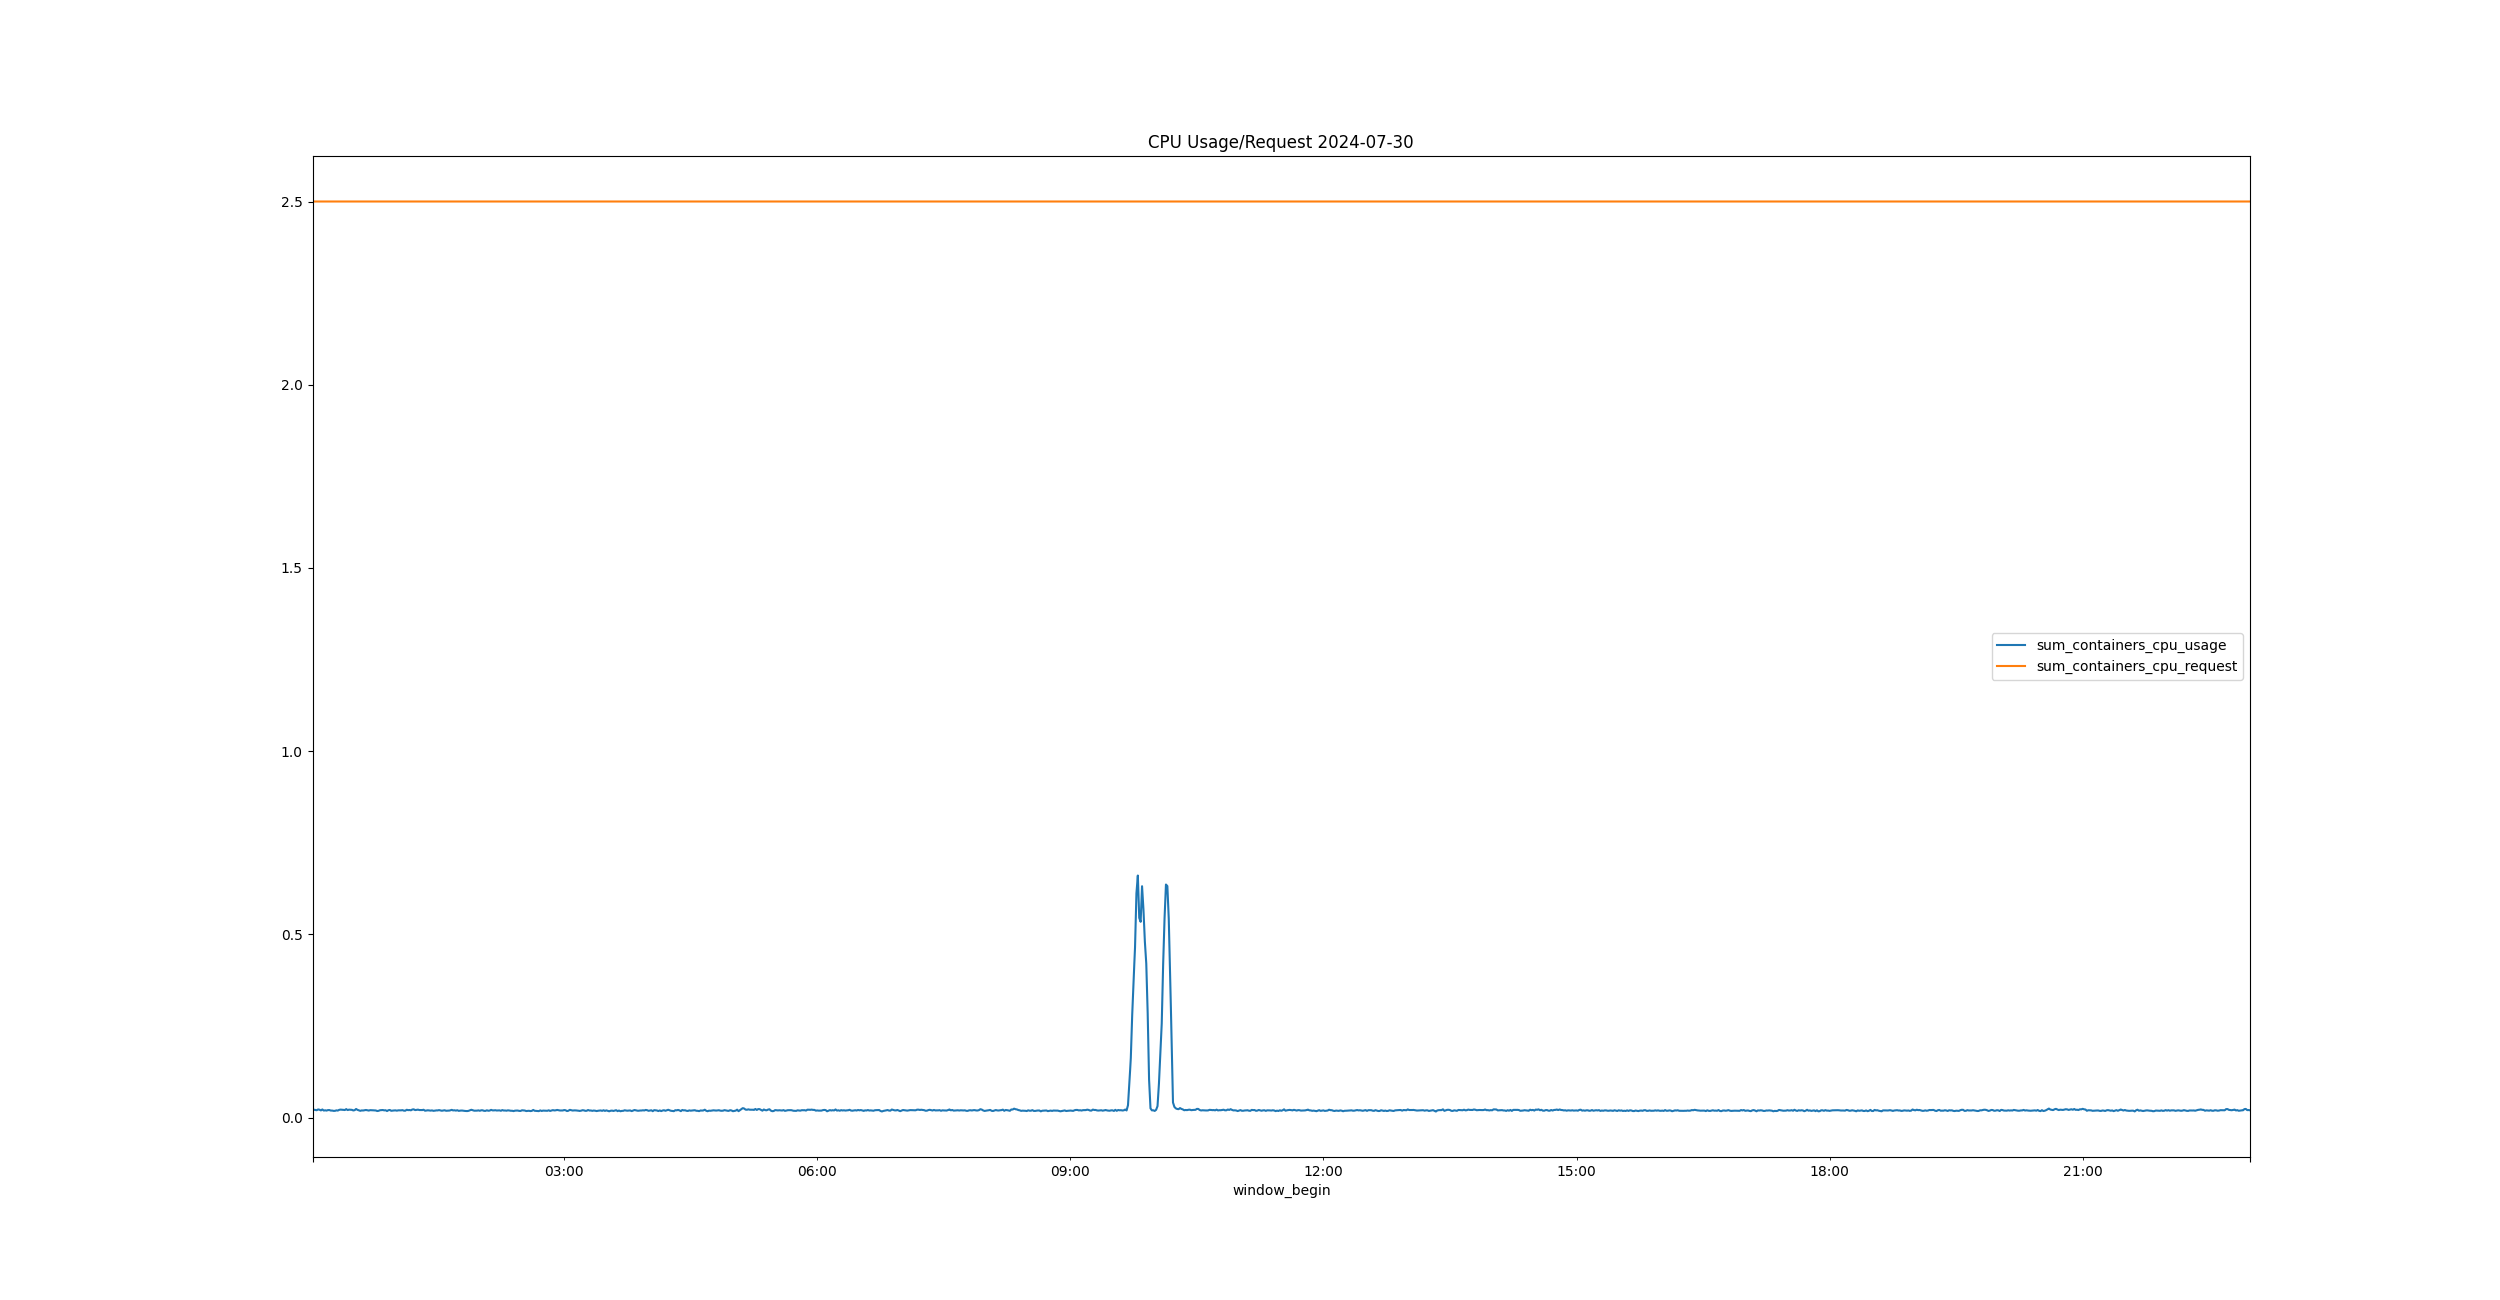 CPU Usage/Request 2024-07-30
2.5
2.0
1.5
1.0
0.5
0.0
sum_containers_cpu_usage
sum_containers_cpu_request
03:00 06:00 09:00 12:00 15:00 18:00 21:00
window_begin